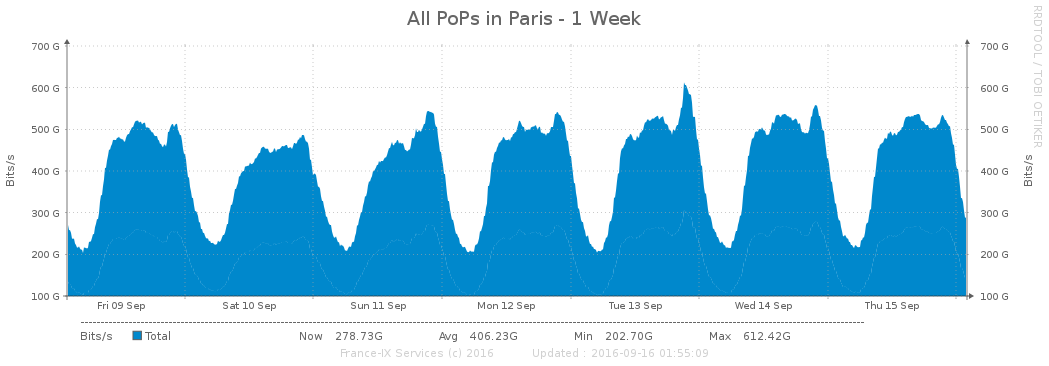 All PoPs in Paris - 1 Week
RRDTOOL / TOBI OETIKER
700 G 700 G
600 G 600 G
500 G 500 G
400 G 400 G
300 G 300 G
200 G 200 G
100 G 100 G
Bits/s
Bits/s
Fri 09 Sep Sat 10 Sep Sun 11 Sep Mon 12 Sep Tue 13 Sep Wed 14 Sep Thu 15 Sep
Bits/s Total Now 278.73G Avg 406.23G Min 202.70G Max 612.42G
France-IX Services (c) 2016 Updated : 2016-09-16 01:55:09